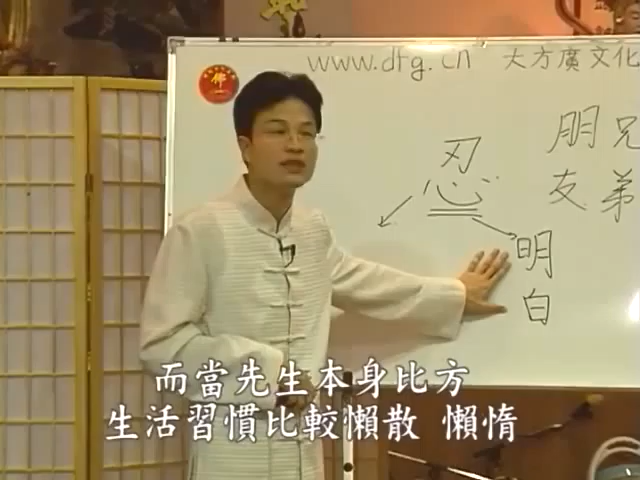 佛
www.dfg.cn 大方廣文化
忍
明白
朋友
兄弟
而當先生本身比方
生活習慣比較懶散 懶惰